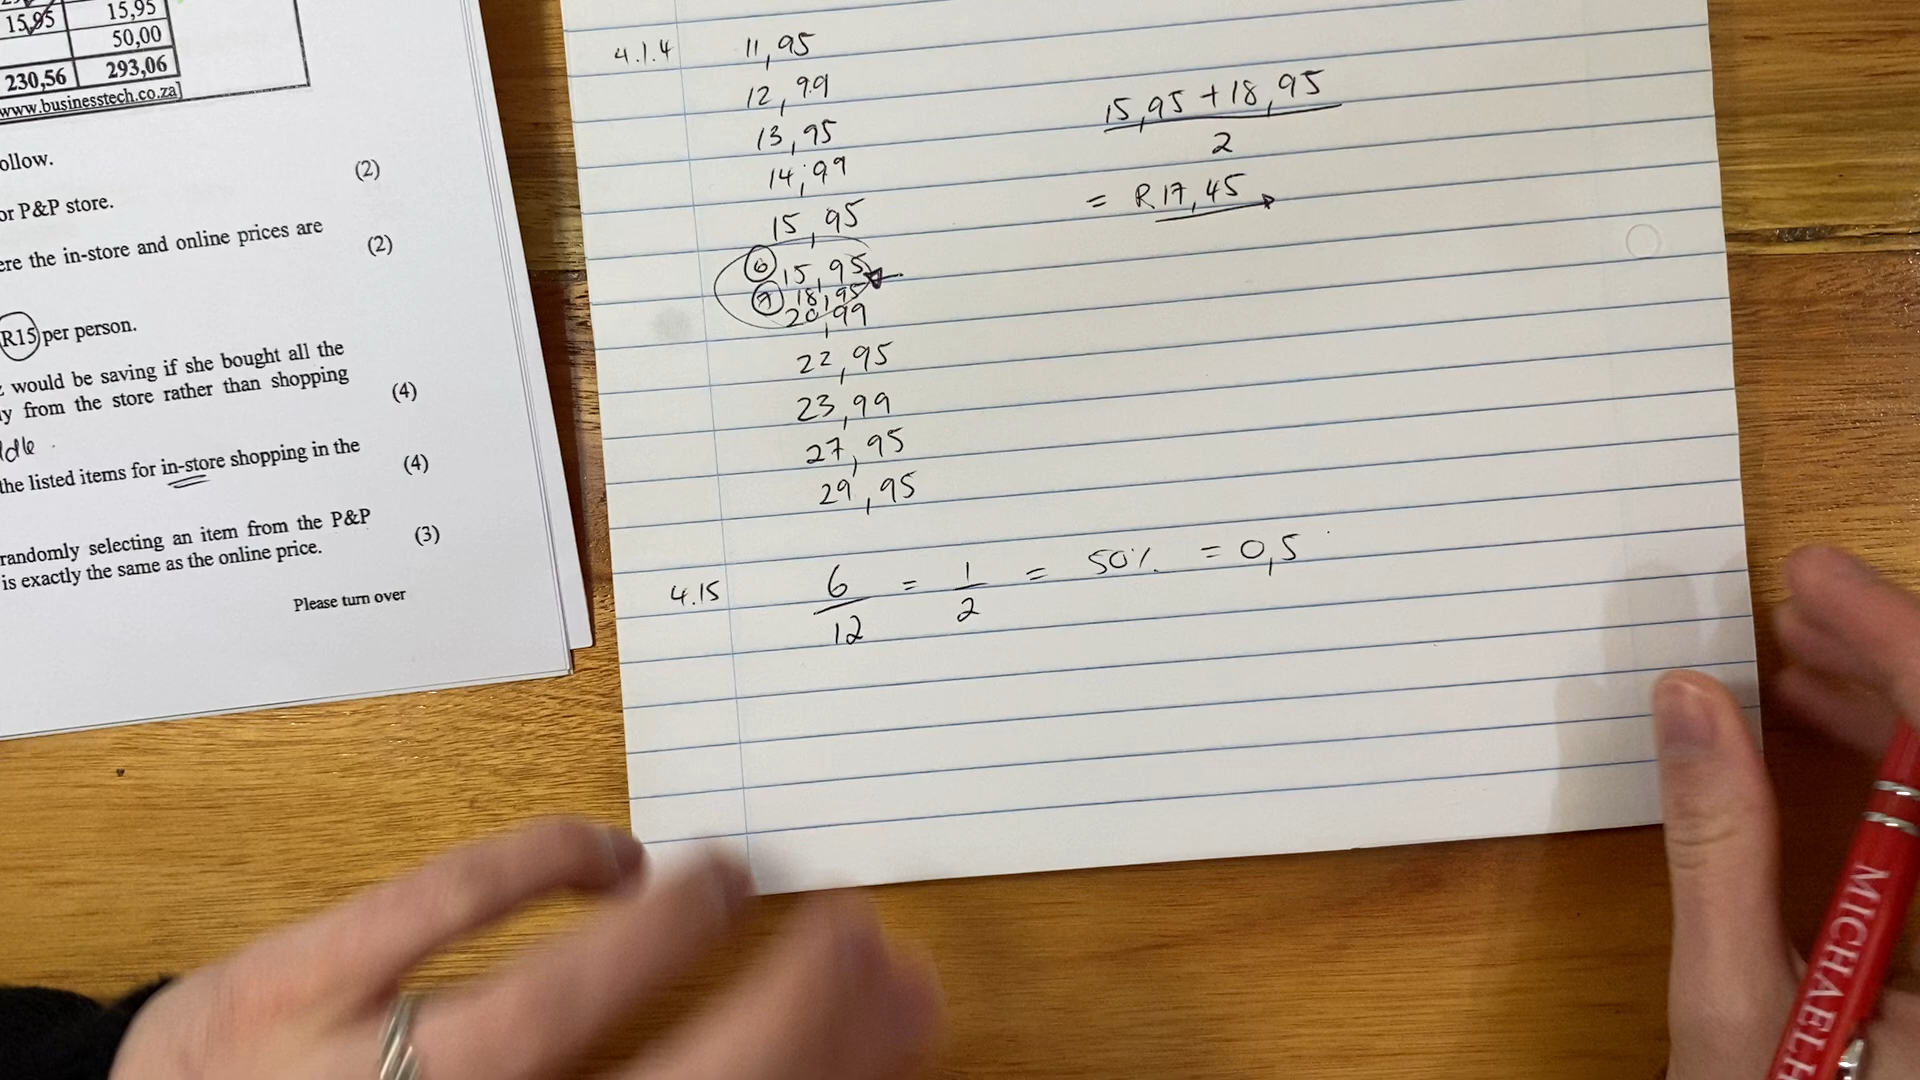 15,95 15,95
50,00
230,56 293,06
www.businesstech.co.za]
ollow.
(2)
or P&P store.
ere the in-store and online prices are
(2)
R15 per person.
would be saving if she bought all the
ly from the store rather than shopping
(4)
ddle.
the listed items for in-store shopping in the
(4)
randomly selecting an item from the P&P
is exactly the same as the online price.
(3)
Please turn over
4.1.4 11,95
12,99
13,95
14,99
15,95
6 15,95
7 18,95
20,99
22,95
23,99
27,95
29,95
15,95 + 18,95
2
= R17,45
4.15 6/12 = 1/2 = 50% = 0,5
MICHAELH